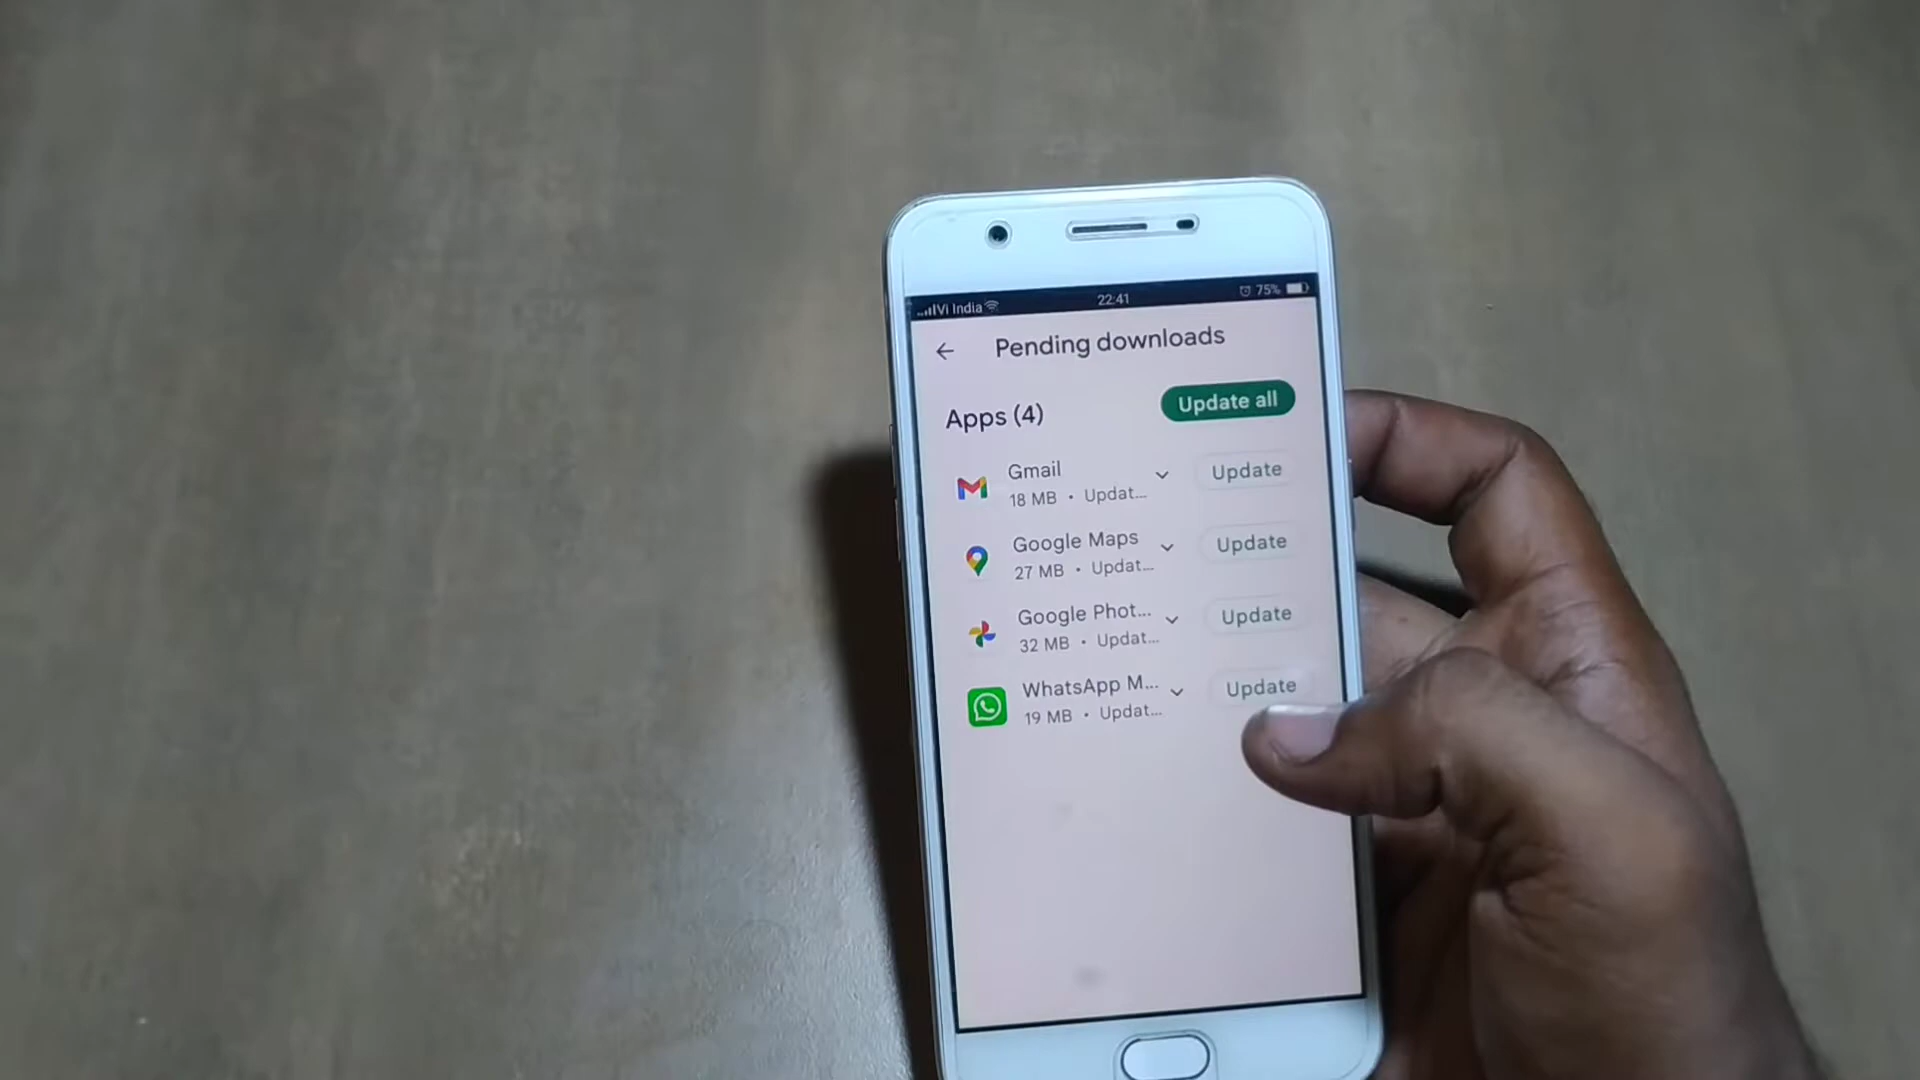 Vi India 22:41 75%
Pending downloads
Apps (4) Update all
Gmail
18 MB • Updat... Update
Google Maps
27 MB • Updat... Update
Google Phot...
32 MB • Updat... Update
WhatsApp M...
19 MB • Updat... Update